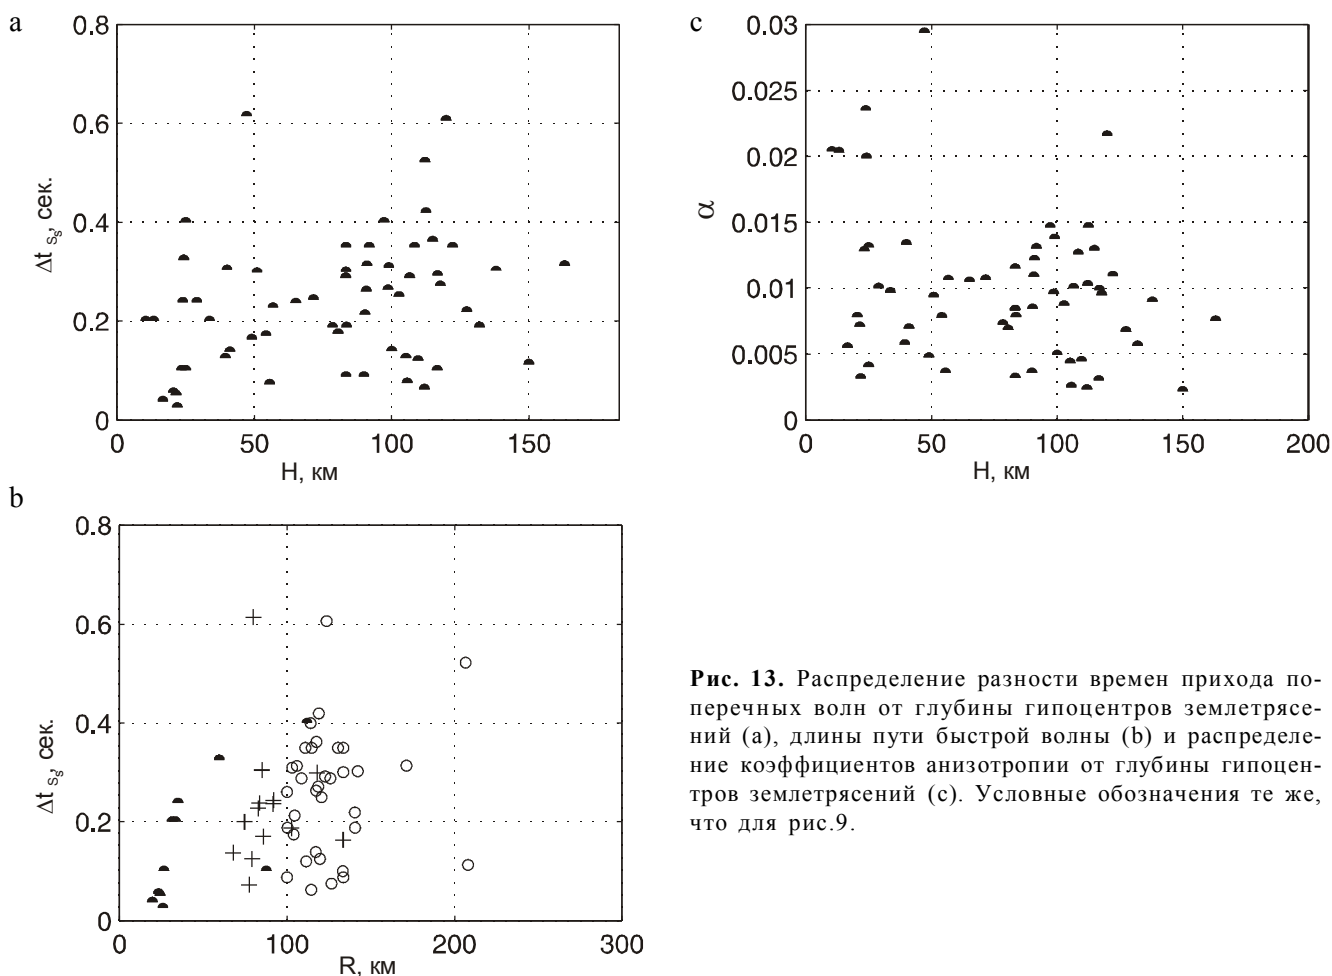 a
0.8
0.6
0.4
0.2
0
Δt Ss, сек.
0 50 100 150
H, км
c
0.03
0.025
0.02
0.015
0.01
0.005
0
α
0 50 100 150 200
H, км
b
0.8
0.6
0.4
0.2
0
Δt Ss, сек.
0 100 200 300
R, км
Рис. 13. Распределение разности времен прихода по-
перечных волн от глубины гипоцентров землетрясе-
ний (a), длины пути быстрой волны (b) и распределе-
ние коэффициентов анизотропии от глубины гипоцен-
тров землетрясений (c). Условные обозначения те же,
что для рис.9.